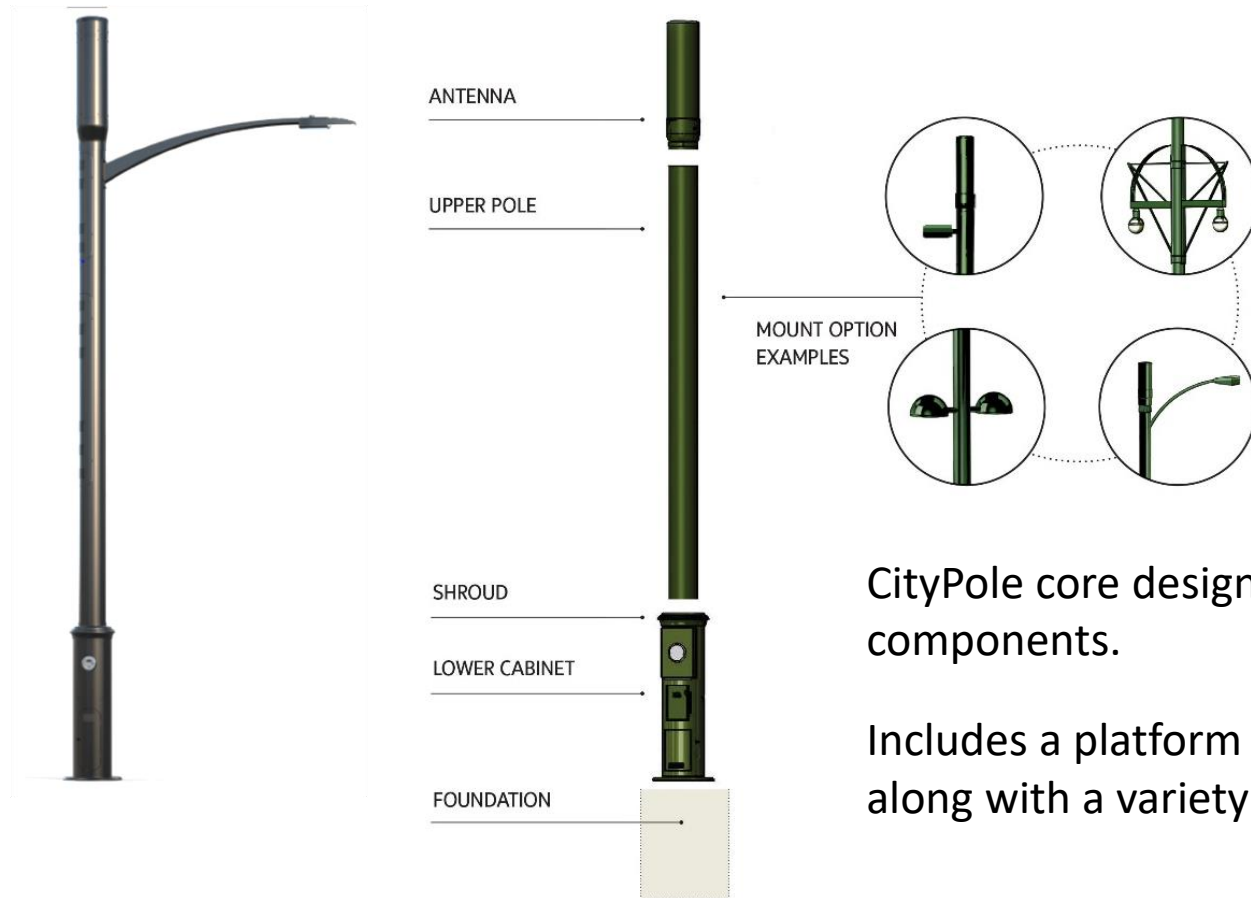 ANTENNA
UPPER POLE
MOUNT OPTION
EXAMPLES
SHROUD
LOWER CABINET
FOUNDATION
CityPole core design
components.
Includes a platform
along with a variety